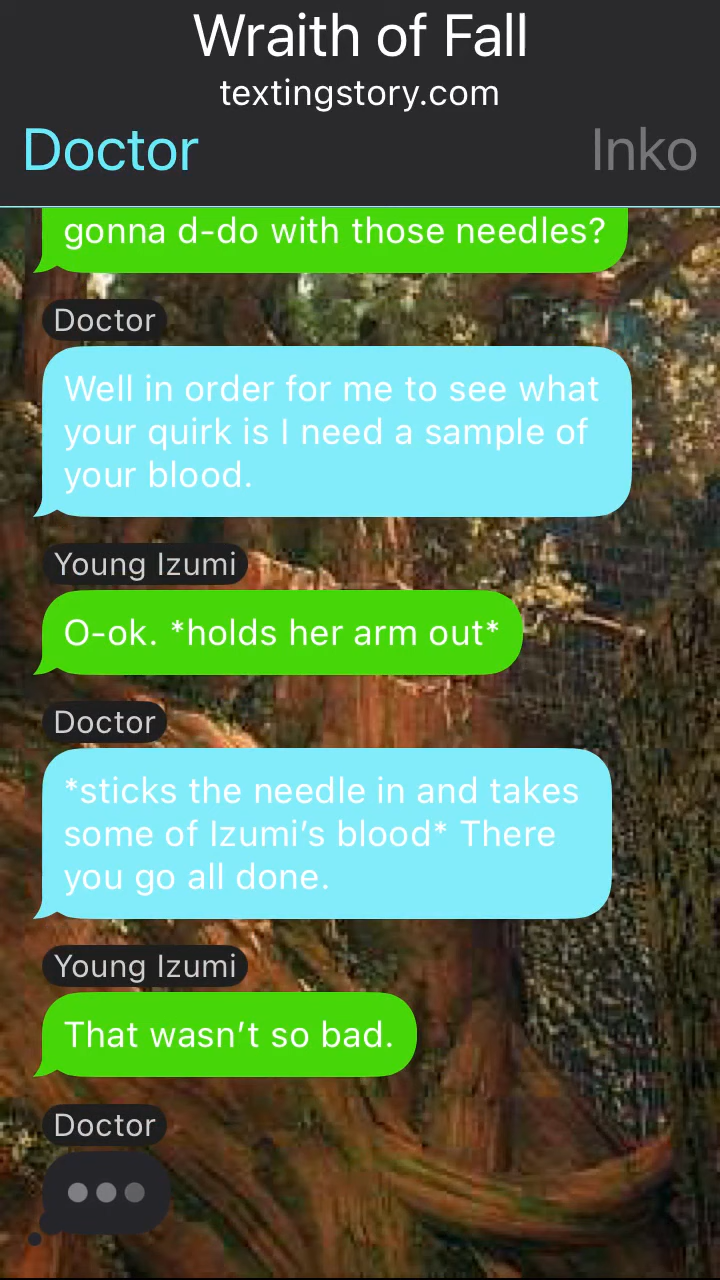 Wraith of Fall
textingstory.com
Doctor
Inko
gonna d-do with those needles?
Doctor
Well in order for me to see what
your quirk is I need a sample of
your blood.
Young Izumi
O-ok. *holds her arm out*
Doctor
*sticks the needle in and takes
some of Izumi’s blood* There
you go all done.
Young Izumi
That wasn’t so bad.
Doctor